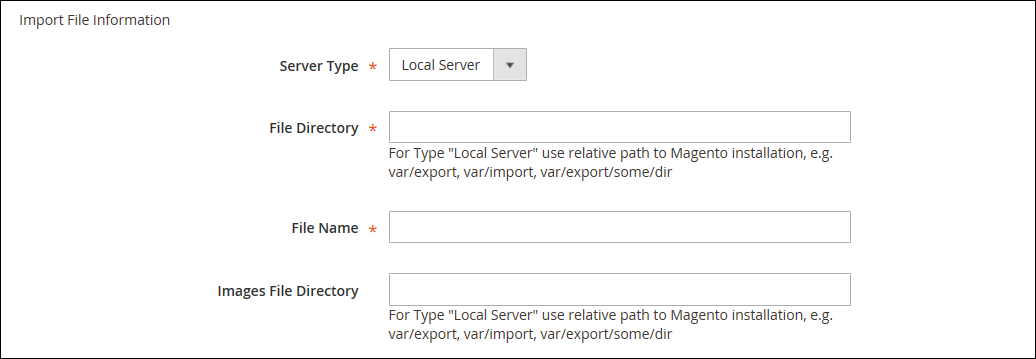 Import File Information
Server Type *
Local Server
File Directory *
For Type "Local Server" use relative path to Magento installation, e.g.
var/export, var/import, var/export/some/dir
File Name *
Images File Directory
For Type "Local Server" use relative path to Magento installation, e.g.
var/export, var/import, var/export/some/dir